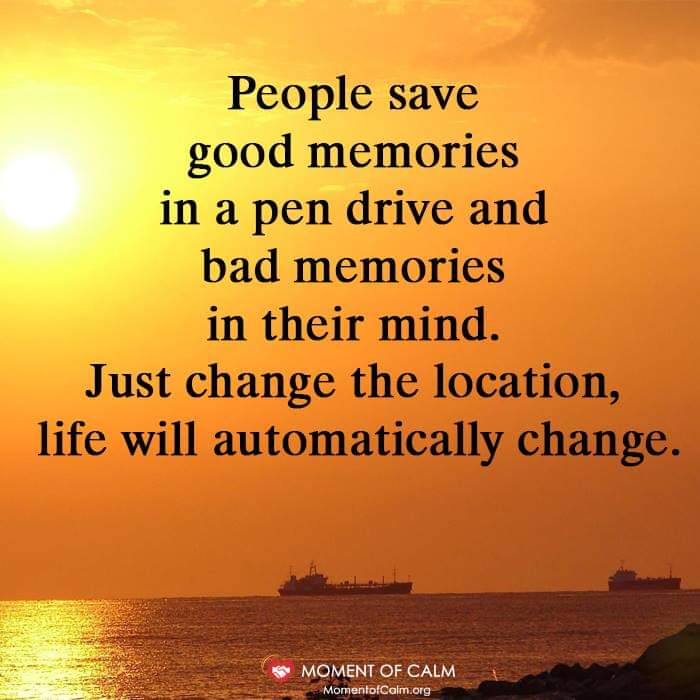 People save
good memories
in a pen drive and
bad memories
in their mind.
Just change the location,
life will automatically change.
MOMENT OF CALM
MomentofCalm.org